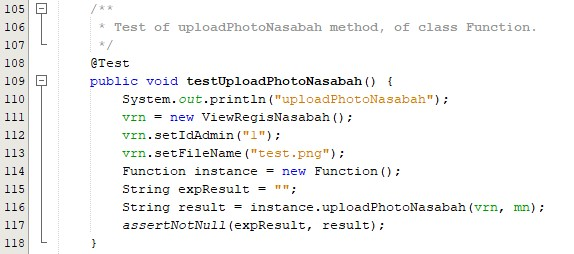 105 /**
106 * Test of uploadPhotoNasabah method, of class Function.
107 */
108 @Test
109 public void testUploadPhotoNasabah() {
110 System.out.println("uploadPhotoNasabah");
111 vrn = new ViewRegisNasabah();
112 vrn.setIdAdmin("1");
113 vrn.setFileName("test.png");
114 Function instance = new Function();
115 String expResult = "";
116 String result = instance.uploadPhotoNasabah(vrn, mn);
117 assertNotNull(expResult, result);
118 }